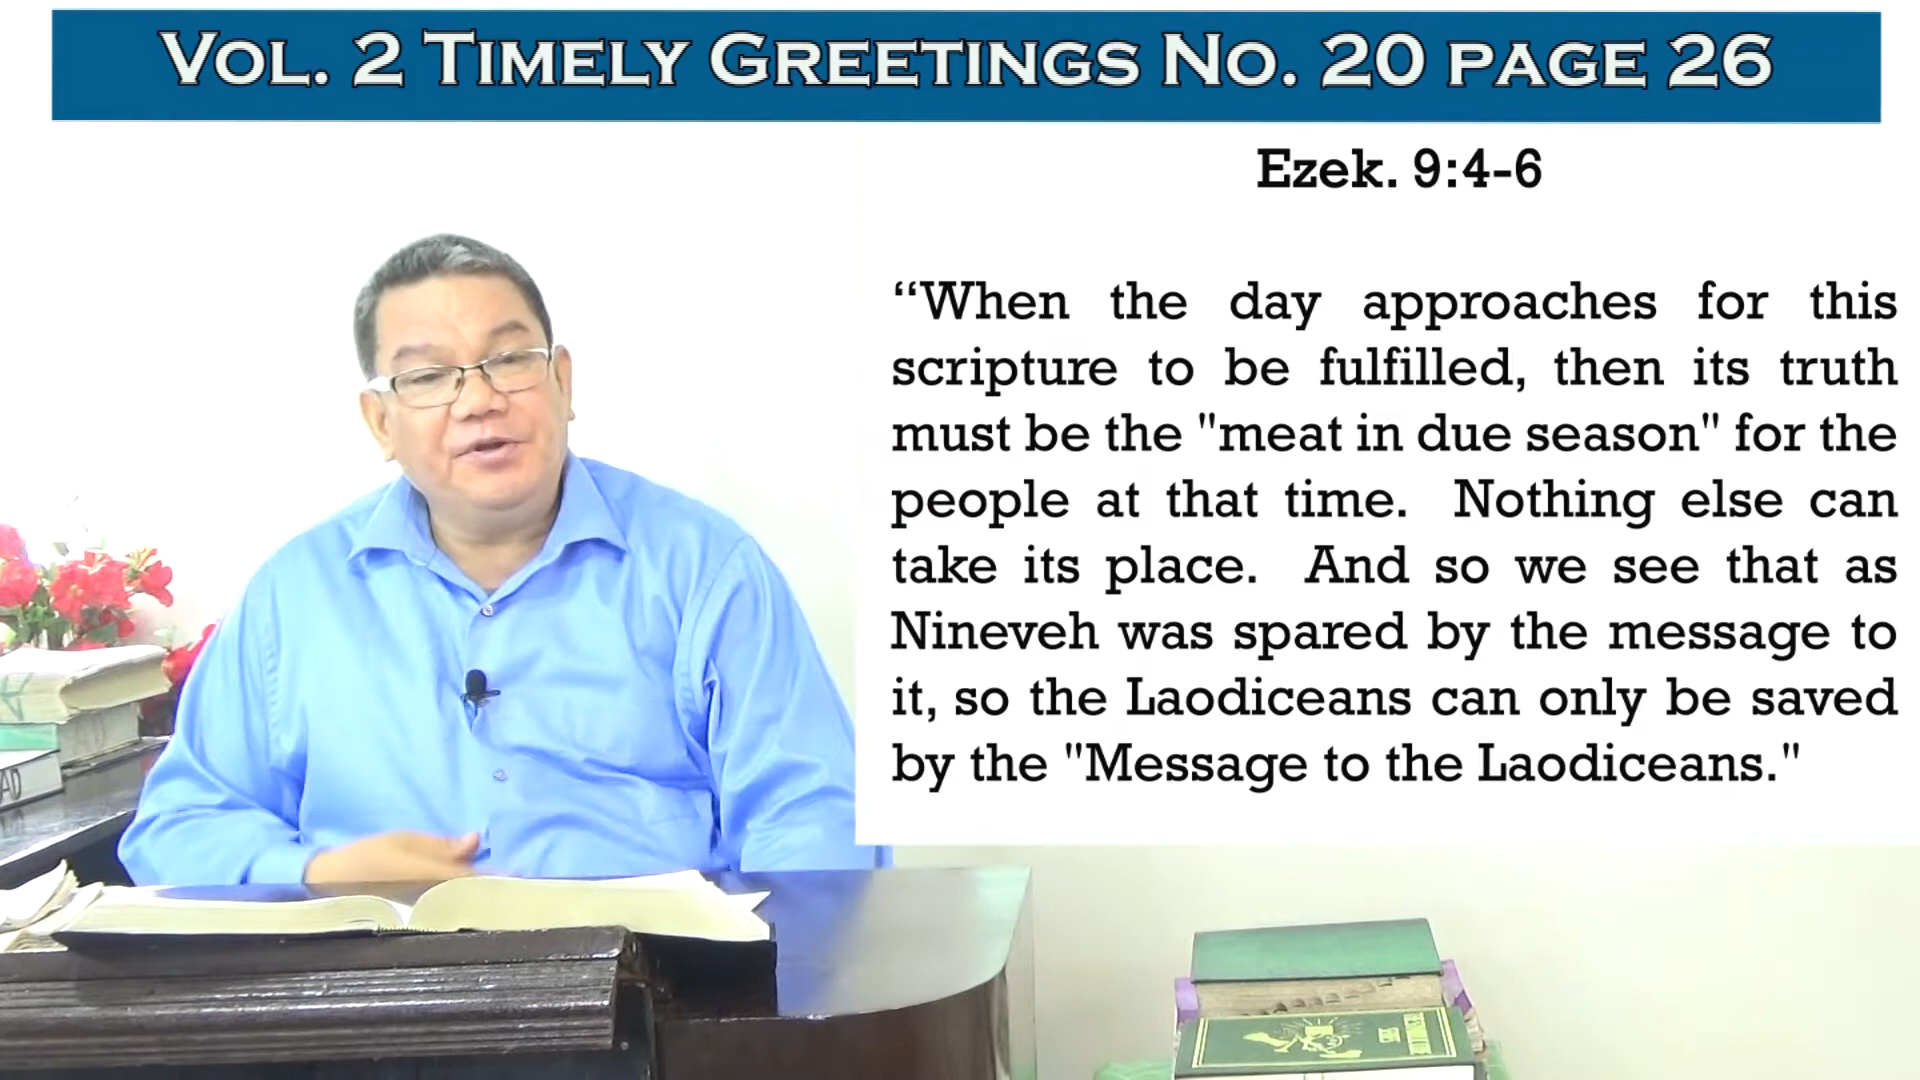 VOL. 2 TIMELY GREETINGS NO. 20 PAGE 26
Ezek. 9:4-6
“When the day approaches for this
scripture to be fulfilled, then its truth
must be the "meat in due season" for the
people at that time. Nothing else can
take its place. And so we see that as
Nineveh was spared by the message to
it, so the Laodiceans can only be saved
by the "Message to the Laodiceans."